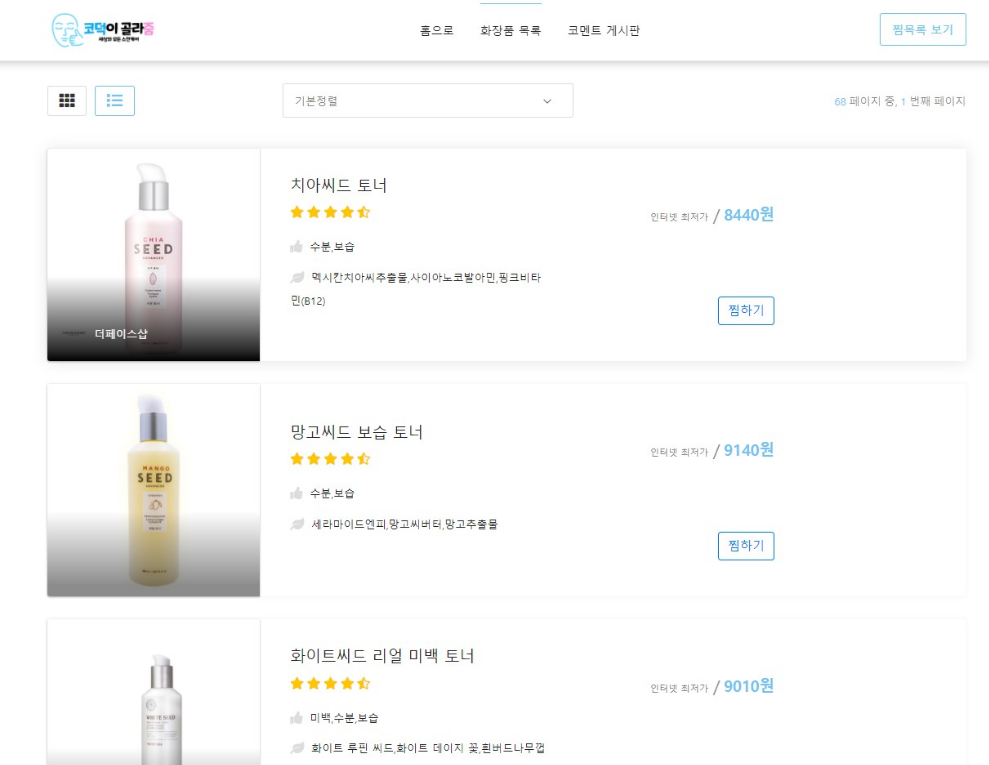 코덕이 골라줌
홈으로 화장품 목록 코멘트 게시판
찜목록 보기
기본정렬
68 페이지 중, 1 번째 페이지
CHIA
SEED
더페이스샵
치아씨드 토너
인터넷 최저가 / 8440원
수분,보습
멕시칸치아씨추출물,사이아노코발아민,핑크비타
민(B12)
찜하기
MANGO
SEED
망고씨드 보습 토너
인터넷 최저가 / 9140원
수분,보습
세라마이드엔피,망고씨버터,망고추출물
찜하기
WHITE SEED
화이트씨드 리얼 미백 토너
인터넷 최저가 / 9010원
미백,수분,보습
화이트 루핀 씨드,화이트 데이지 꽃,흰버드나무껍